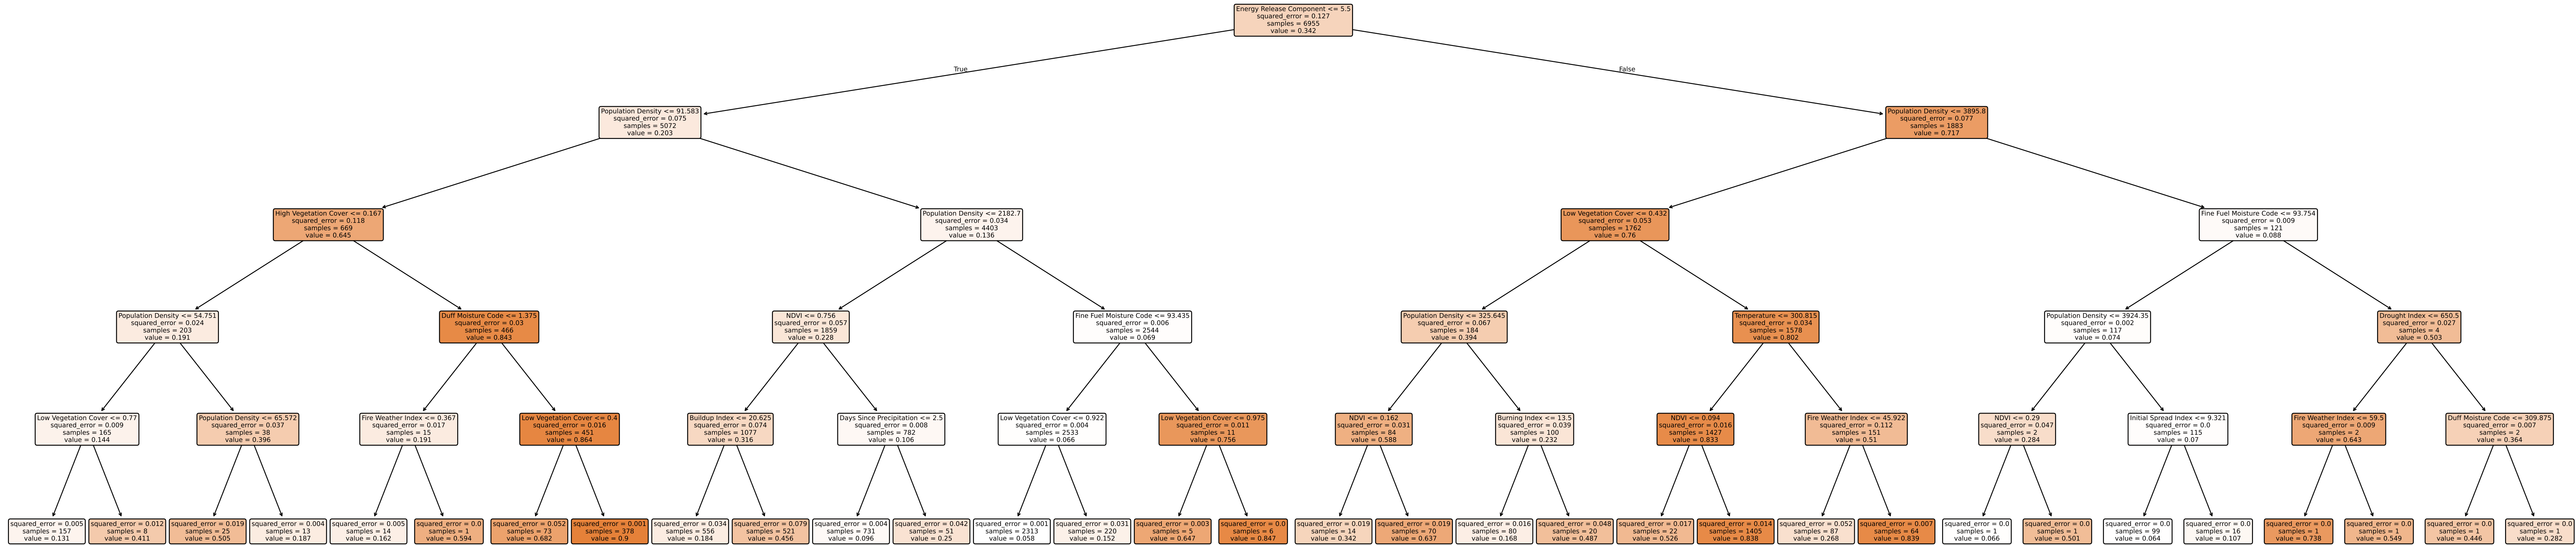 Energy Release Component <= 5.5
squared_error = 0.127
samples = 6955
value = 0.342
True
False
Population Density <= 91.583
squared_error = 0.075
samples = 5072
value = 0.203
Population Density <= 3895.8
squared_error = 0.077
samples = 1883
value = 0.717
High Vegetation Cover <= 0.167
squared_error = 0.118
samples = 669
value = 0.645
Population Density <= 2182.7
squared_error = 0.034
samples = 4403
value = 0.136
Low Vegetation Cover <= 0.432
squared_error = 0.053
samples = 1762
value = 0.76
Fine Fuel Moisture Code <= 93.754
squared_error = 0.009
samples = 121
value = 0.088
Population Density <= 54.751
squared_error = 0.024
samples = 203
value = 0.191
Duff Moisture Code <= 1.375
squared_error = 0.03
samples = 466
value = 0.843
NDVI <= 0.756
squared_error = 0.057
samples = 1859
value = 0.228
Fine Fuel Moisture Code <= 93.435
squared_error = 0.006
samples = 2544
value = 0.069
Population Density <= 325.645
squared_error = 0.067
samples = 184
value = 0.394
Temperature <= 300.815
squared_error = 0.034
samples = 1578
value = 0.802
Population Density <= 3924.35
squared_error = 0.002
samples = 117
value = 0.074
Drought Index <= 650.5
squared_error = 0.027
samples = 4
value = 0.503
Low Vegetation Cover <= 0.77
squared_error = 0.009
samples = 165
value = 0.144
Population Density <= 65.572
squared_error = 0.037
samples = 38
value = 0.396
Fire Weather Index <= 0.367
squared_error = 0.017
samples = 15
value = 0.191
Low Vegetation Cover <= 0.4
squared_error = 0.016
samples = 451
value = 0.864
Buildup Index <= 20.625
squared_error = 0.074
samples = 1077
value = 0.316
Days Since Precipitation <= 2.5
squared_error = 0.008
samples = 782
value = 0.106
Low Vegetation Cover <= 0.922
squared_error = 0.004
samples = 2533
value = 0.066
Low Vegetation Cover <= 0.975
squared_error = 0.011
samples = 11
value = 0.756
NDVI <= 0.162
squared_error = 0.031
samples = 84
value = 0.588
Burning Index <= 13.5
squared_error = 0.039
samples = 100
value = 0.232
NDVI <= 0.094
squared_error = 0.016
samples = 1427
value = 0.833
Fire Weather Index <= 45.922
squared_error = 0.112
samples = 151
value = 0.51
NDVI <= 0.29
squared_error = 0.047
samples = 2
value = 0.284
Initial Spread Index <= 9.321
squared_error = 0.0
samples = 115
value = 0.07
Fire Weather Index <= 59.5
squared_error = 0.009
samples = 2
value = 0.643
Duff Moisture Code <= 309.875
squared_error = 0.007
samples = 2
value = 0.364
squared_error = 0.005
samples = 157
value = 0.131
squared_error = 0.012
samples = 8
value = 0.411
squared_error = 0.019
samples = 25
value = 0.505
squared_error = 0.004
samples = 13
value = 0.187
squared_error = 0.005
samples = 14
value = 0.162
squared_error = 0.0
samples = 1
value = 0.594
squared_error = 0.052
samples = 73
value = 0.682
squared_error = 0.001
samples = 378
value = 0.9
squared_error = 0.034
samples = 556
value = 0.184
squared_error = 0.079
samples = 521
value = 0.456
squared_error = 0.004
samples = 731
value = 0.096
squared_error = 0.042
samples = 51
value = 0.25
squared_error = 0.001
samples = 2313
value = 0.058
squared_error = 0.031
samples = 220
value = 0.152
squared_error = 0.003
samples = 5
value = 0.647
squared_error = 0.0
samples = 6
value = 0.847
squared_error = 0.019
samples = 14
value = 0.342
squared_error = 0.019
samples = 70
value = 0.637
squared_error = 0.016
samples = 80
value = 0.168
squared_error = 0.048
samples = 20
value = 0.487
squared_error = 0.017
samples = 22
value = 0.526
squared_error = 0.014
samples = 1405
value = 0.838
squared_error = 0.052
samples = 87
value = 0.268
squared_error = 0.007
samples = 64
value = 0.839
squared_error = 0.0
samples = 1
value = 0.066
squared_error = 0.0
samples = 1
value = 0.501
squared_error = 0.0
samples = 99
value = 0.064
squared_error = 0.0
samples = 16
value = 0.107
squared_error = 0.0
samples = 1
value = 0.738
squared_error = 0.0
samples = 1
value = 0.549
squared_error = 0.0
samples = 1
value = 0.446
squared_error = 0.0
samples = 1
value = 0.282